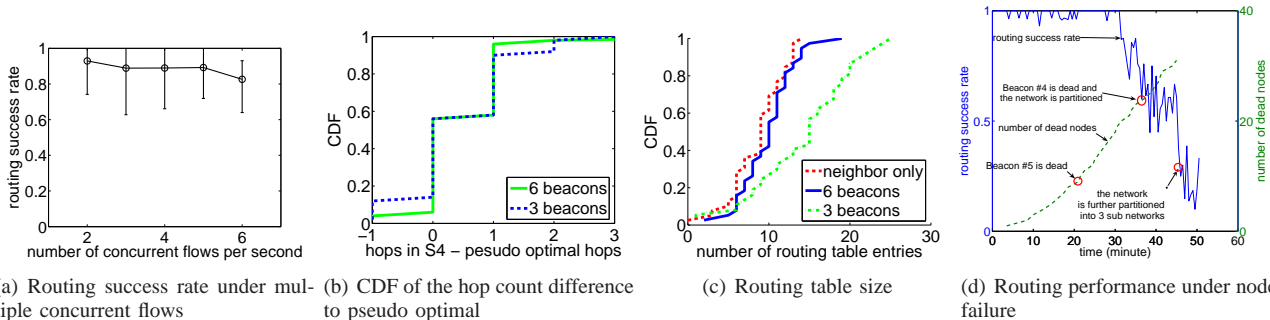 1
0.8
0.6
0.4
0.2
0
routing success rate
2 3 4 5 6
number of concurrent flows per second
1
0.8
0.6
0.4
0.2
0
CDF
6 beacons
3 beacons
−1 0 1 2 3
hops in S4 − pesudo optimal hops
1
0.8
0.6
0.4
0.2
0
CDF
neighbor only
6 beacons
3 beacons
0 10 20 30
number of routing table entries
1
0.5
0
routing success rate
40
20
0
number of dead nodes
routing success rate
Beacon #4 is dead and
the network is partitioned
number of dead nodes
Beacon #5 is dead
the network
is further partitioned
into 3 sub networks
0 10 20 30 40 50 60
time (minute)
a) Routing success rate under mul-
tiple concurrent flows
(b) CDF of the hop count difference
to pseudo optimal
(c) Routing table size
(d) Routing performance under node
failure